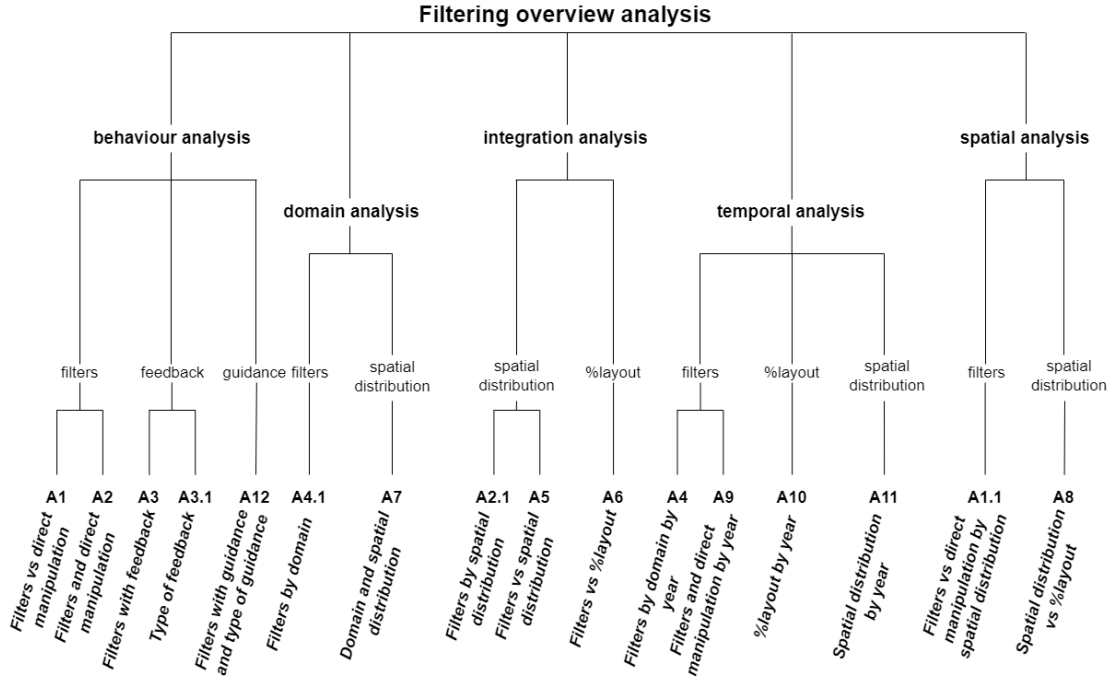 Filtering overview analysis
behaviour analysis
integration analysis
spatial analysis
domain analysis
temporal analysis
filters
feedback
guidance
filters
spatial
distribution
spatial
distribution
%layout
filters
%layout
spatial
distribution
filters
spatial
distribution
A1
A2
A3
A3.1
A12
A4.1
A7
A2.1
A5
A6
A4
A9
A10
A11
A1.1
A8
Filters vs direct
manipulation
Filters and direct
manipulation
Filters with feedback
Type of feedback
Filters with guidance
and type of guidance
Filters by domain
Domain and spatial
distribution
Filters by spatial
distribution
Filters vs spatial
distribution
Filters vs %layout
Filters by domain by
year
Filters and direct
manipulation by year
%layout by year
Spatial distribution
by year
Filters vs direct
manipulation by
spatial distribution
Spatial distribution
vs %layout